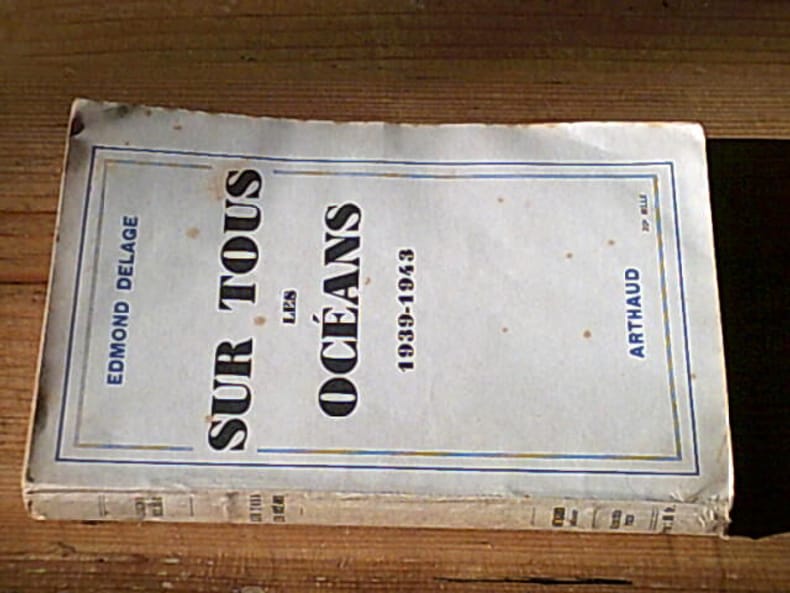 EDMOND DELAGE
SUR TOUS
LES
OCÉANS
1939-1943
ARTHAUD